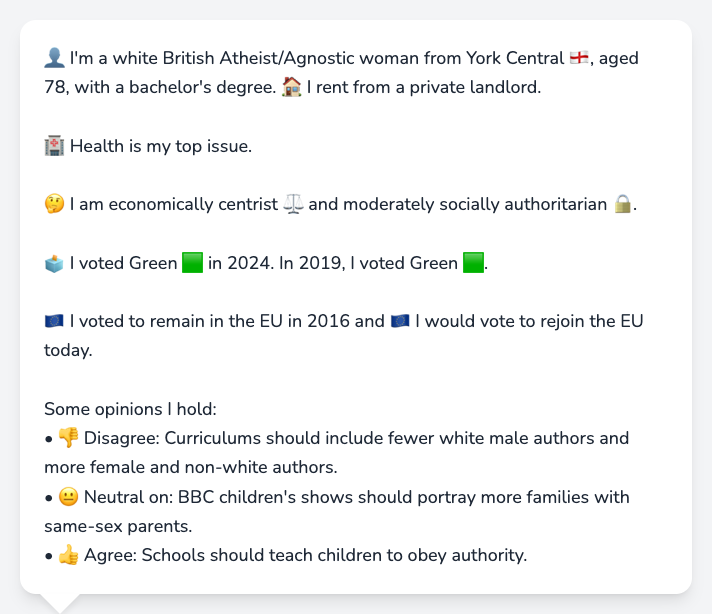 👤 I'm a white British Atheist/Agnostic woman from York Central 🏴󠁧󠁢󠁥󠁮󠁧󠁿, aged
78, with a bachelor's degree. 🏠 I rent from a private landlord.
🏥 Health is my top issue.
🤔 I am economically centrist ⚖️ and moderately socially authoritarian 🔒.
🗳️ I voted Green 🟩 in 2024. In 2019, I voted Green 🟩.
🇪🇺 I voted to remain in the EU in 2016 and 🇪🇺 I would vote to rejoin the EU
today.
Some opinions I hold:
• 👎 Disagree: Curriculums should include fewer white male authors and
more female and non-white authors.
• 😐 Neutral on: BBC children's shows should portray more families with
same-sex parents.
• 👍 Agree: Schools should teach children to obey authority.